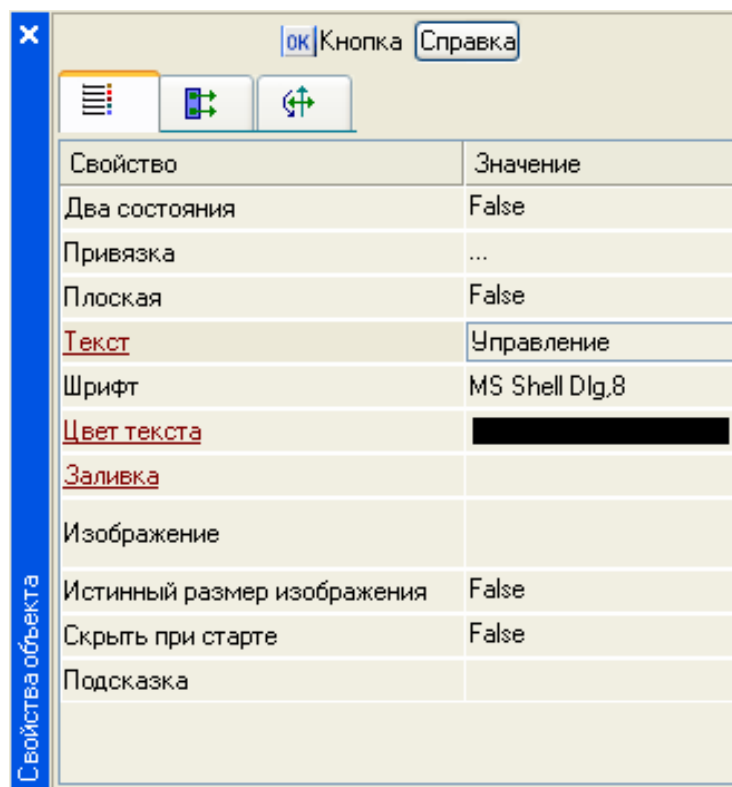 OK Кнопка Справка
Свойство Значение
Два состояния False
Привязка ...
Плоская False
Текст Управление
Шрифт MS Shell Dlg,8
Цвет текста
Заливка
Изображение
Истинный размер изображения False
Скрыть при старте False
Подсказка
Свойства объекта